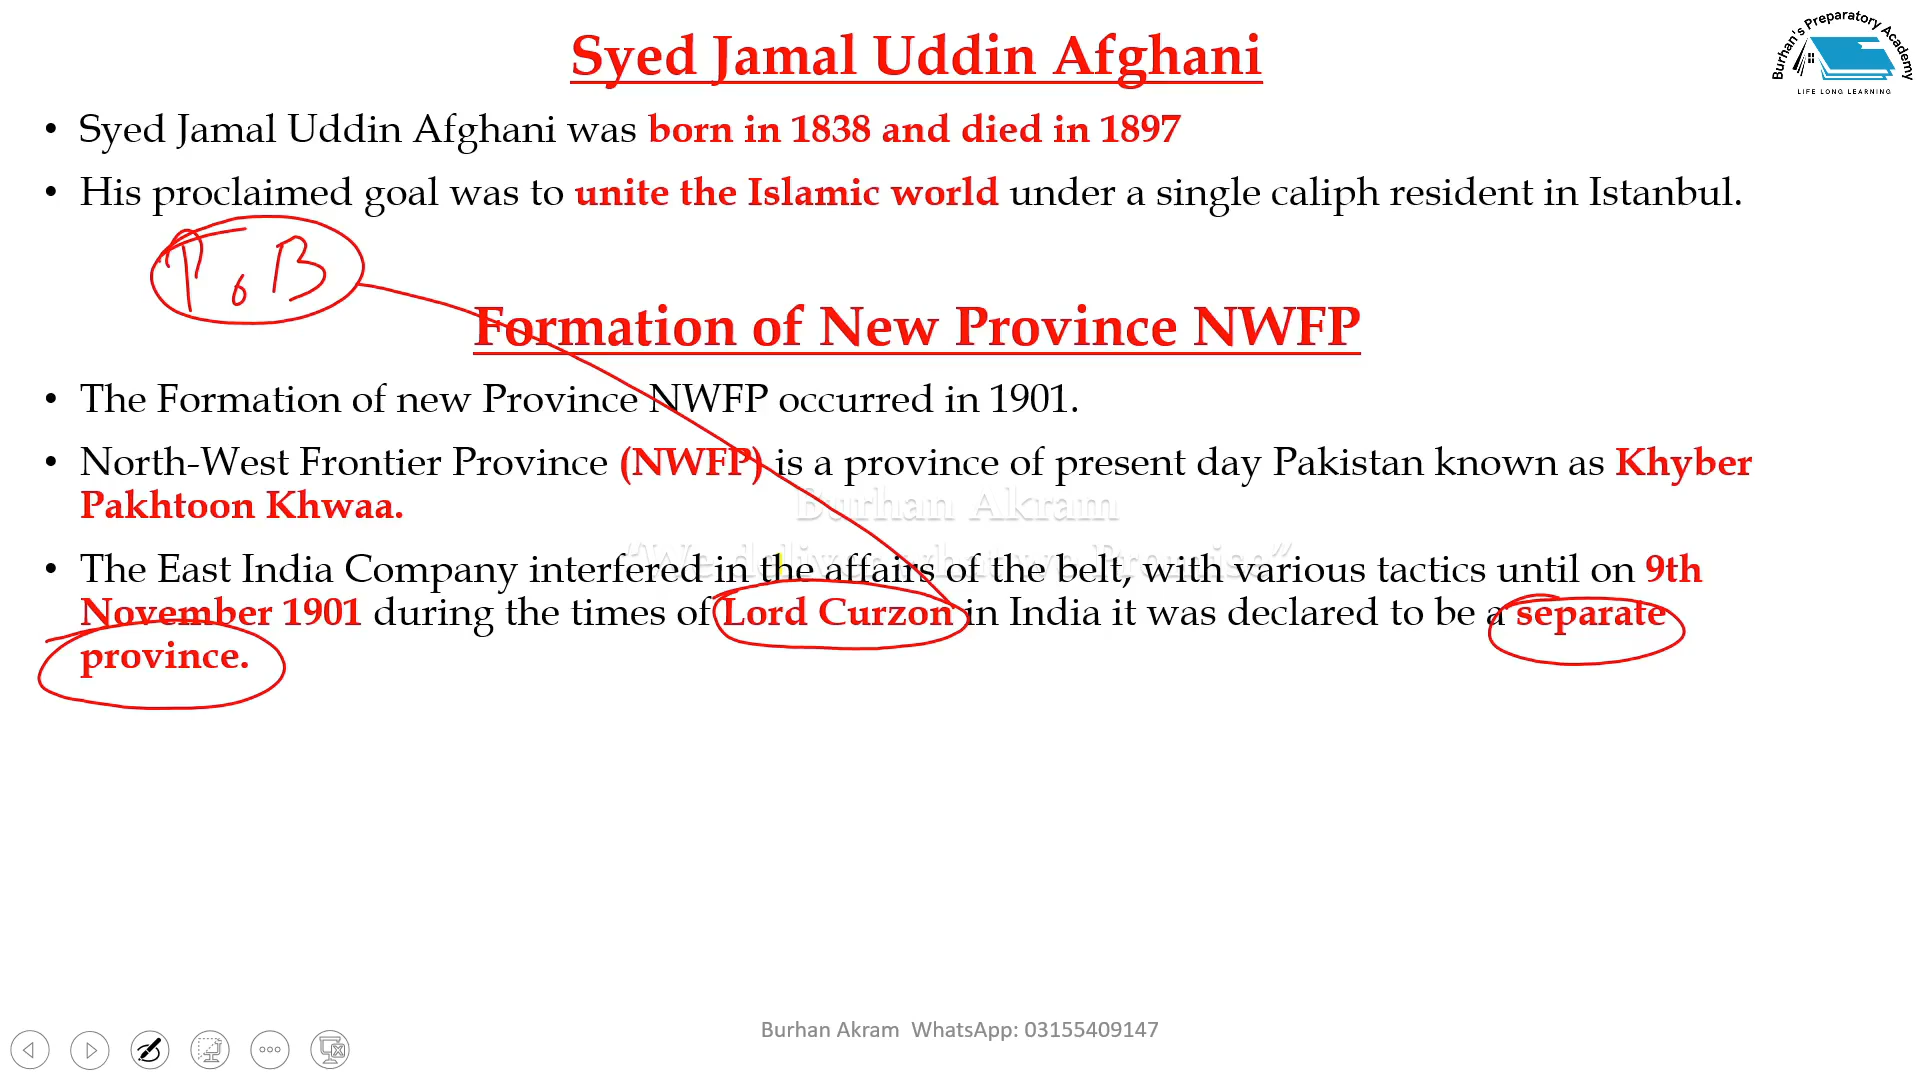 Syed Jamal Uddin Afghani
Burhan's Preparatory Academy
LIFE LONG LEARNING
• Syed Jamal Uddin Afghani was born in 1838 and died in 1897
• His proclaimed goal was to unite the Islamic world under a single caliph resident in Istanbul.
P o B
Formation of New Province NWFP
• The Formation of new Province NWFP occurred in 1901.
• North-West Frontier Province (NWFP) is a province of present day Pakistan known as Khyber
Pakhtoon Khwaa.
Burhan Akram
• The East India Company interfered in the affairs of the belt, with various tactics until on 9th
"We deliver what we Promise"
November 1901 during the times of Lord Curzon in India it was declared to be a separate
province.
Burhan Akram WhatsApp: 03155409147